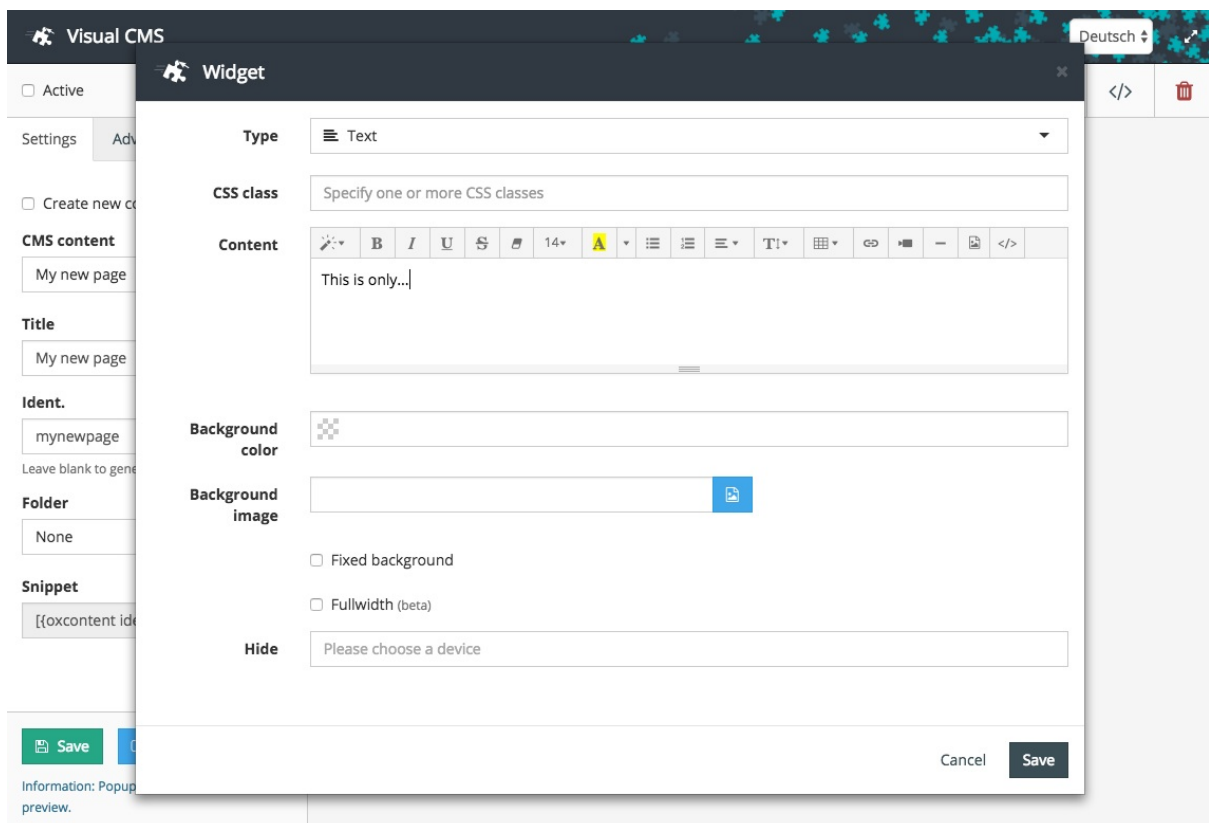 Visual CMS
Deutsch
Widget
Active
</>
Settings
Type
Text
CSS class
Specify one or more CSS classes
Create new
CMS content
My new page
Content
B I U S 14 A T </>
This is only...
Title
My new page
Ident.
mynewpage
Leave blank to
Background
color
Folder
None
Background
image
Fixed background
Snippet
[{oxcontent
Fullwidth (beta)
Hide
Please choose a device
Save
Cancel
Save
Information: Popup
preview.